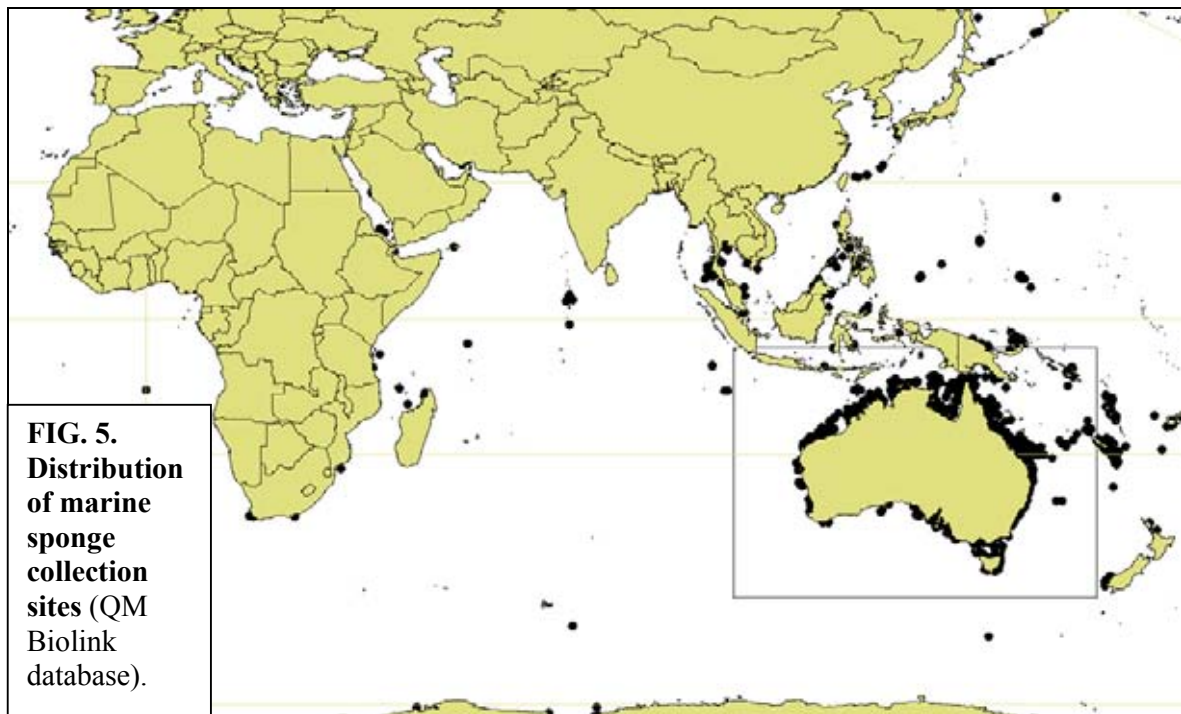 FIG. 5.
Distribution
of marine
sponge
collection
sites (QM
Biolink
database).